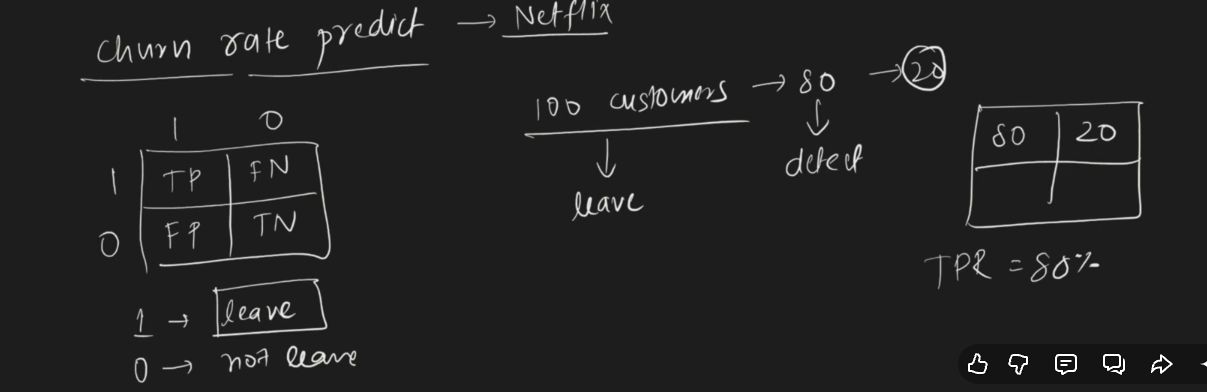 churn rate predict → Netflix
100 customers → 80 → 20
↓ ↓
leave detect
1 0
1 TP FN
0 FP TN
1 → leave
0 → not leave
80 20
TPR = 80%